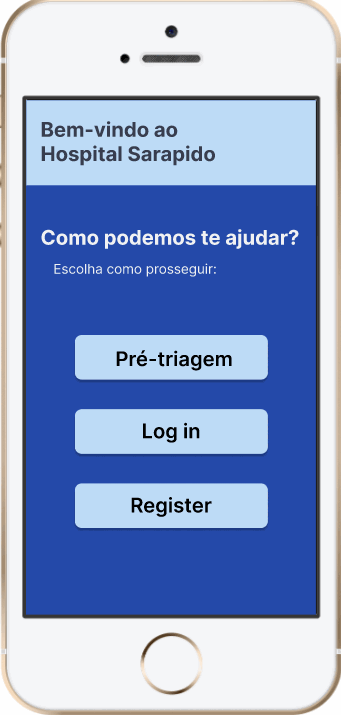 Bem-vindo ao
Hospital Sarapido
Como podemos te ajudar?
Escolha como prosseguir:
Pré-triagem
Log in
Register